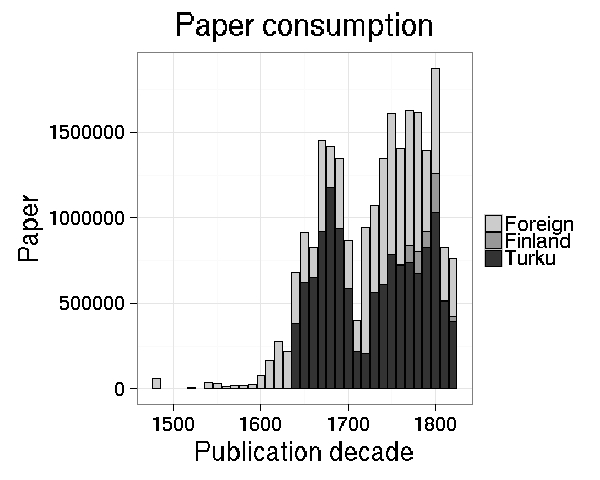 Paper consumption
1500000
1000000
500000
0
Paper
Foreign
Finland
Turku
1500 1600 1700 1800
Publication decade